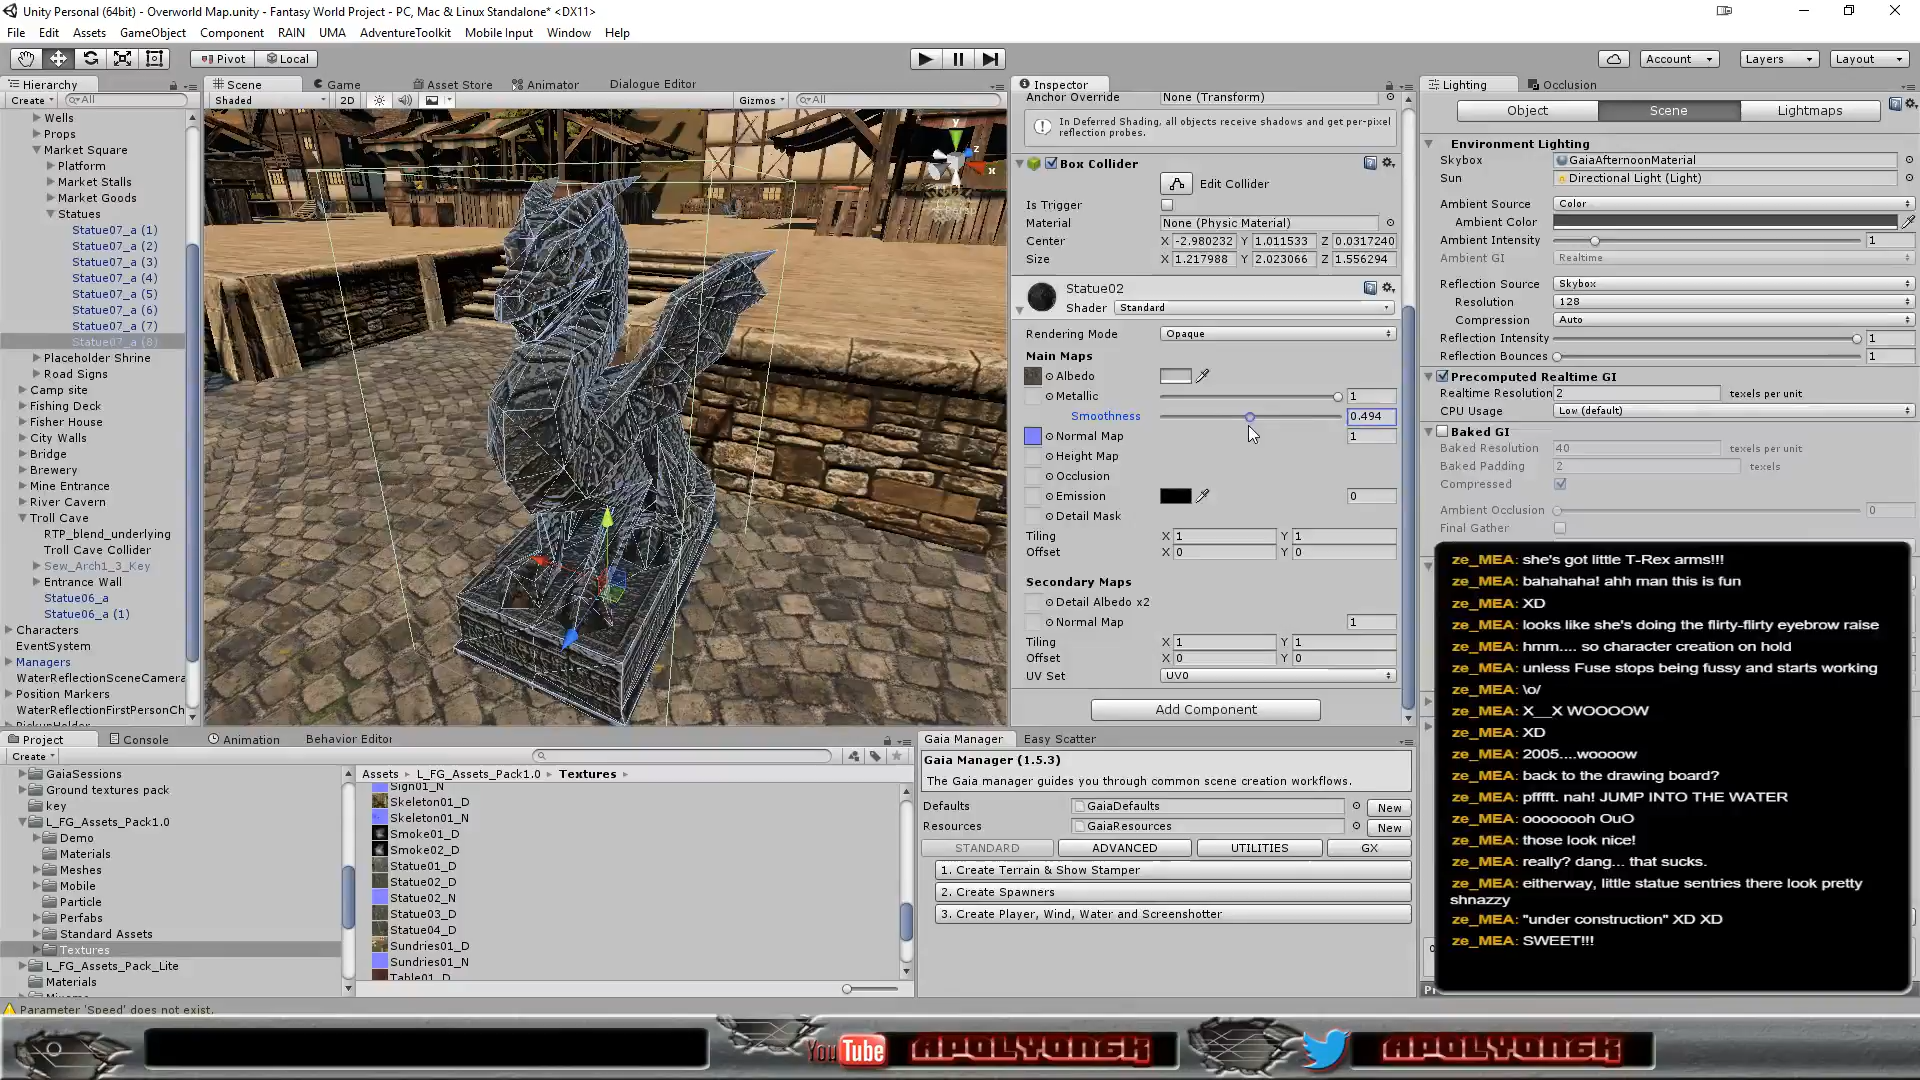 Unity Personal (64bit) - Overworld Map.unity - Fantasy World Project - PC, Mac & Linux Standalone* <DX11>
File Edit Assets GameObject Component RAIN UMA AdventureToolkit Mobile Input Window Help
Pivot Local Account Layers Layout
Hierarchy
Create All
Wells
Props
Market Square
Platform
Market Stalls
Market Goods
Statues
Statue07_a (1)
Statue07_a (2)
Statue07_a (3)
Statue07_a (4)
Statue07_a (5)
Statue07_a (6)
Statue07_a (7)
Statue07_a (8)
Placeholder Shrine
Road Signs
Camp site
Fishing Deck
Fisher House
City Walls
Bridge
Brewery
Mine Entrance
River Cavern
Troll Cave
RTP_blend_underlying
Troll Cave Collider
Sew_Arch1_3_Key
Entrance Wall
Statue06_a
Statue06_a (1)
Characters
EventSystem
Managers
WaterReflectionSceneCamera
Position Markers
WaterReflectionFirstPersonCh
Scene Game Asset Store Animator Dialogue Editor
Shaded 2D Gizmos All
y
z
x
Inspector
Anchor Override None (Transform)
In Deferred Shading, all objects receive shadows and get per-pixel
reflection probes.
Box Collider
Edit Collider
Is Trigger
Material None (Physic Material)
Center X -2.980232 Y 1.011533 Z 0.0317240
Size X 1.217988 Y 2.023066 Z 1.556294
Statue02
Shader Standard
Rendering Mode Opaque
Main Maps
Albedo
Metallic 1
Smoothness 0.494
Normal Map 1
Height Map
Occlusion
Emission 0
Detail Mask
Tiling X 1 Y 1
Offset X 0 Y 0
Secondary Maps
Detail Albedo x2
Normal Map 1
Tiling X 1 Y 1
Offset X 0 Y 0
UV Set UV0
Add Component
Lighting Occlusion
Object Scene Lightmaps
Environment Lighting
Skybox GaiaAfternoonMaterial
Sun Directional Light (Light)
Ambient Source Color
Ambient Color
Ambient Intensity 1
Ambient GI Realtime
Reflection Source Skybox
Resolution 128
Compression Auto
Reflection Intensity 1
Reflection Bounces 1
Precomputed Realtime GI
Realtime Resolution 2 texels per unit
CPU Usage Low (default)
Baked GI
Baked Resolution 40 texels per unit
Baked Padding 2 texels
Compressed
Ambient Occlusion 0
Final Gather
ze_MEA: she's got little T-Rex arms!!!
ze_MEA: bahahaha! ahh man this is fun
ze_MEA: XD
ze_MEA: looks like she's doing the flirty-flirty eyebrow raise
ze_MEA: hmm.... so character creation on hold
ze_MEA: unless Fuse stops being fussy and starts working
ze_MEA: \o/
ze_MEA: X__X WOOOOW
ze_MEA: XD
ze_MEA: 2005....woooow
ze_MEA: back to the drawing board?
ze_MEA: pfffft. nah! JUMP INTO THE WATER
ze_MEA: oooooooh OuO
ze_MEA: those look nice!
ze_MEA: really? dang... that sucks.
ze_MEA: eitherway, little statue sentries there look pretty
shnazzy
ze_MEA: "under construction" XD XD
ze_MEA: SWEET!!!
Project Console Animation Behavior Editor
Create
GaiaSessions
Ground textures pack
key
L_FG_Assets_Pack1.0
Demo
Materials
Meshes
Mobile
Particle
Perfabs
Standard Assets
Textures
L_FG_Assets_Pack_Lite
Materials
Assets L_FG_Assets_Pack1.0 Textures
Sign01_N
Skeleton01_D
Skeleton01_N
Smoke01_D
Smoke02_D
Statue01_D
Statue02_D
Statue02_N
Statue03_D
Statue04_D
Sundries01_D
Sundries01_N
Table01_D
Gaia Manager Easy Scatter
Gaia Manager (1.5.3)
The Gaia manager guides you through common scene creation workflows.
Defaults GaiaDefaults New
Resources GaiaResources New
STANDARD ADVANCED UTILITIES GX
1. Create Terrain & Show Stamper
2. Create Spawners
3. Create Player, Wind, Water and Screenshotter
Parameter 'Speed' does not exist.
YouTube APOLYONGK APOLYONGK